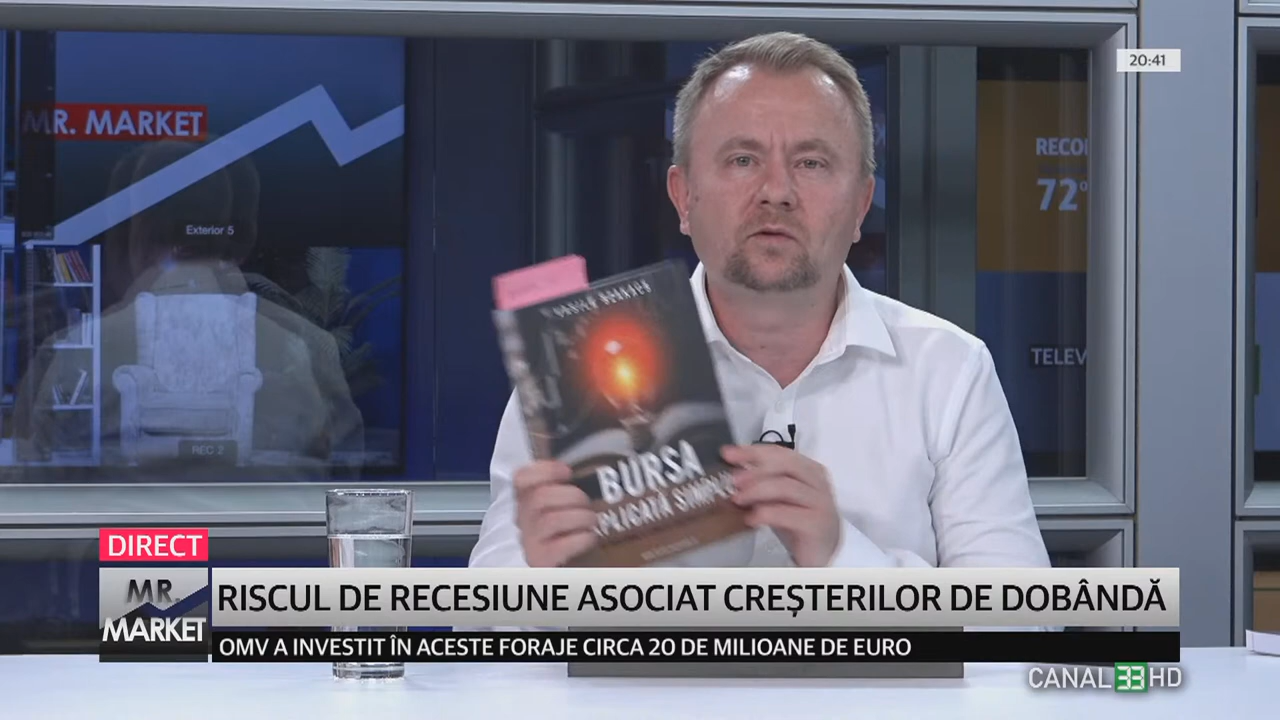 20:41
MR. MARKET
RECOR
72°
Exterior 5
TELEV
REC 2
BURSA
DIRECT
MR.
MARKET
RISCUL DE RECESIUNE ASOCIAT CREȘTERILOR DE DOBÂNDĂ
OMV A INVESTIT ÎN ACESTE FORAJE CIRCA 20 DE MILIOANE DE EURO
CANAL 33 HD